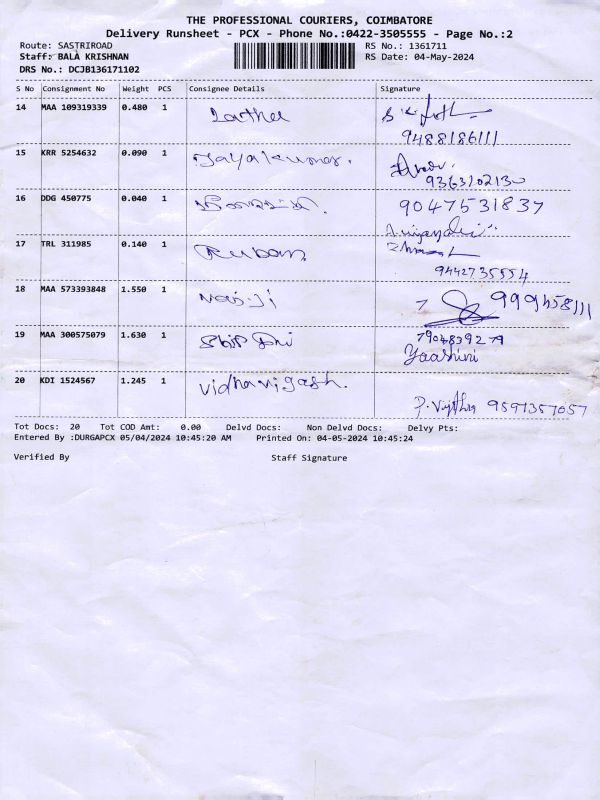 THE PROFESSIONAL COURIERS, COIMBATORE
Delivery Runsheet - PCX - Phone No.:0422-3505555 - Page No.:2
Route: SASTRIROAD
RS No.: 1361711
Staff: BALA KRISHNAN
RS Date: 04-May-2024
DRS No.: DCJB136171102
S No Consignment No Weight PCS Consignee Details Signature
14 MAA 109319339 0.480 1
9488186111
15 KRR 5254632 0.090 1 Jayakumar.
9363102130
16 DDG 450775 0.040 1 9047531837
17 TRL 311985 0.140 1 Ruban
9442735554
18 MAA 573393848 1.550 1
19 MAA 300575079 1.630 1 7904839279
Yaashini
20 KDI 1524567 1.245 1 Vidhavigash.
9597357057
Tot Docs: 20 Tot COD Amt: 0.00 Delvd Docs: Non Delvd Docs: Delvy Pts:
Entered By :DURGAPCX 05/04/2024 10:45:20 AM Printed On: 04-05-2024 10:45:24
Verified By Staff Signature